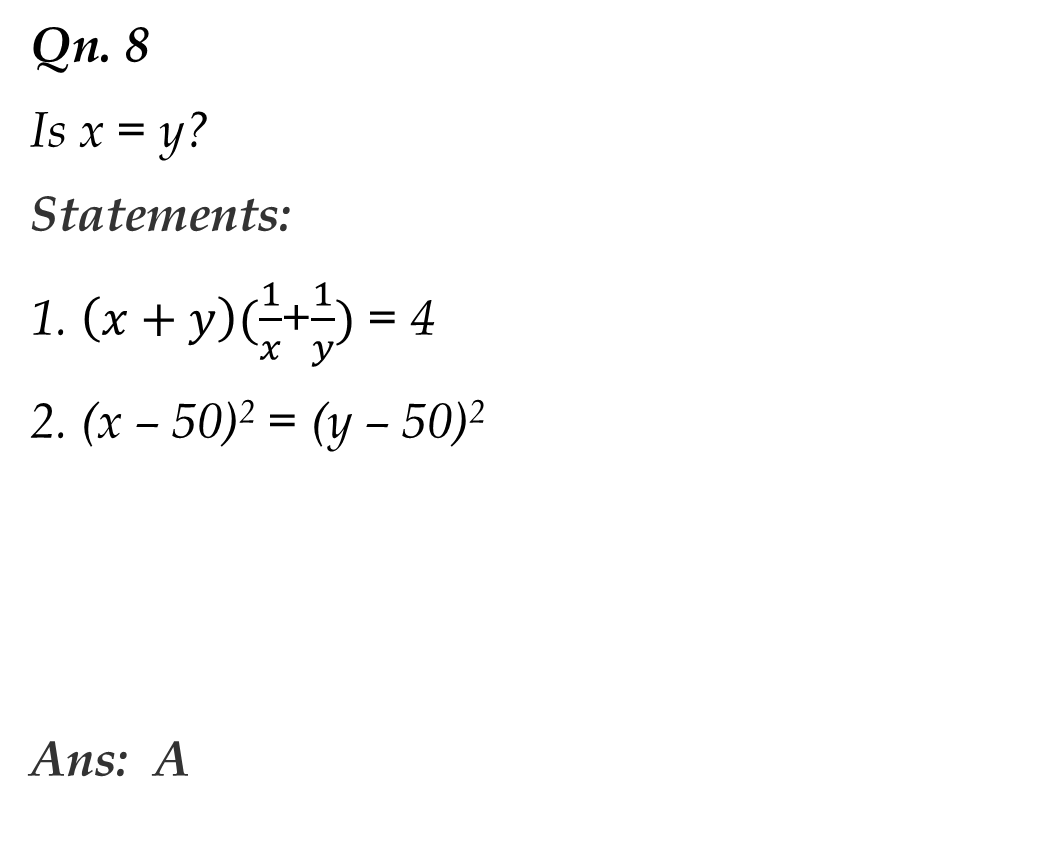 Qn. 8
Is x = y?
Statements:
1. (x + y)(1/x + 1/y) = 4
2. (x – 50)² = (y – 50)²
Ans: A